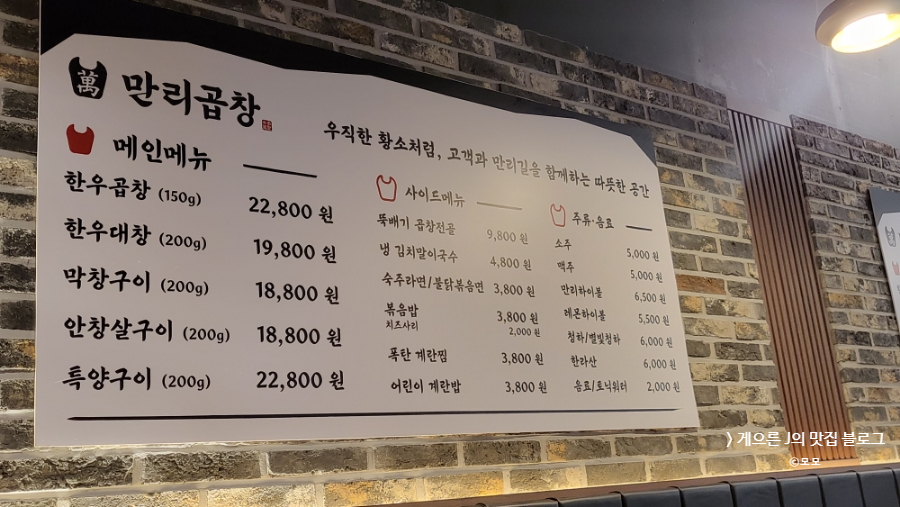 萬 만리곱창
우직한 황소처럼, 고객과 만리길을 함께하는 따뜻한 공간
메인메뉴
한우곱창 (150g) 22,800 원
한우대창 (200g) 19,800 원
막창구이 (200g) 18,800 원
안창살구이 (200g) 18,800 원
특양구이 (200g) 22,800 원
사이드메뉴
뚝배기 곱창전골 9,800 원
냉 김치말이국수 4,800 원
숙주라면/불닭볶음면 3,800 원
볶음밥 3,800 원
치즈사리 2,000 원
폭탄 계란찜 3,800 원
어린이 계란밥 3,800 원
주류·음료
소주 5,000 원
맥주 5,000 원
만리하이볼 6,500 원
레몬하이볼 5,500 원
청하/별빛청하 6,000 원
한라산 6,000 원
음료/토닉워터 2,000 원
〉게으른 J의 맛집 블로그
©모모